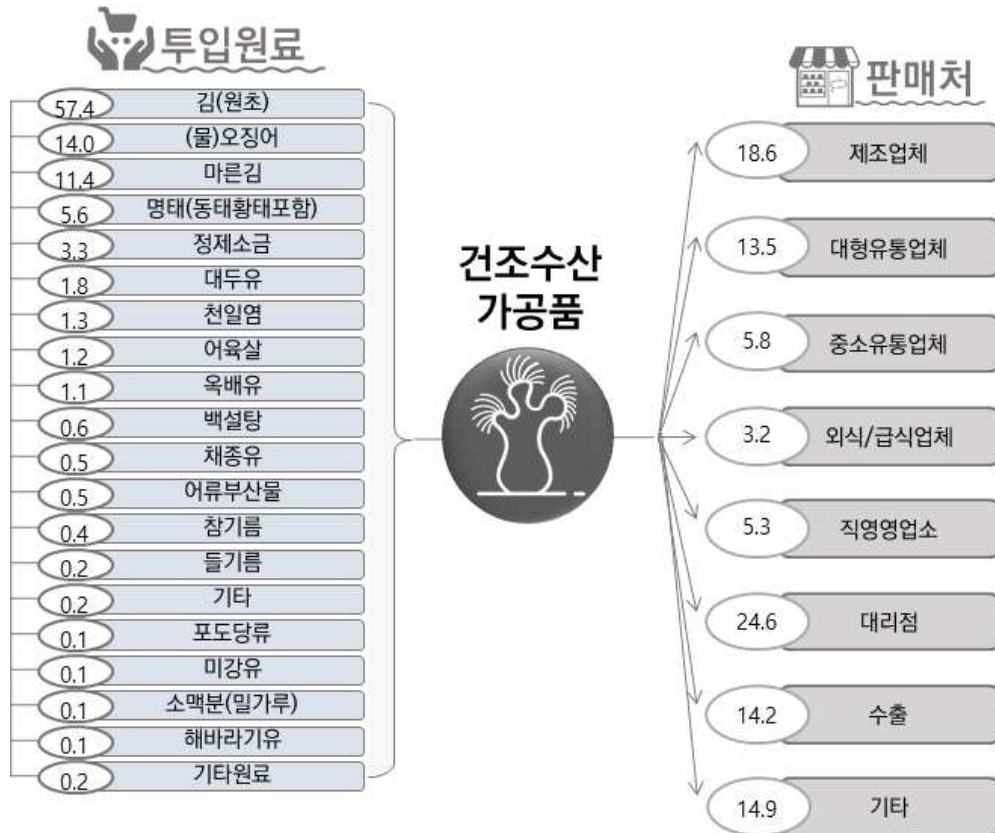 투입원료
57.4 김(원초)
14.0 (물)오징어
11.4 마른김
5.6 명태(동태황태포함)
3.3 정제소금
1.8 대두유
1.3 천일염
1.2 어육살
1.1 옥배유
0.6 백설탕
0.5 채종유
0.5 어류부산물
0.4 참기름
0.2 들기름
0.2 기타
0.1 포도당류
0.1 미강유
0.1 소맥분(밀가루)
0.1 해바라기유
0.2 기타원료
건조수산
가공품
판매처
18.6 제조업체
13.5 대형유통업체
5.8 중소유통업체
3.2 외식/급식업체
5.3 직영영업소
24.6 대리점
14.2 수출
14.9 기타